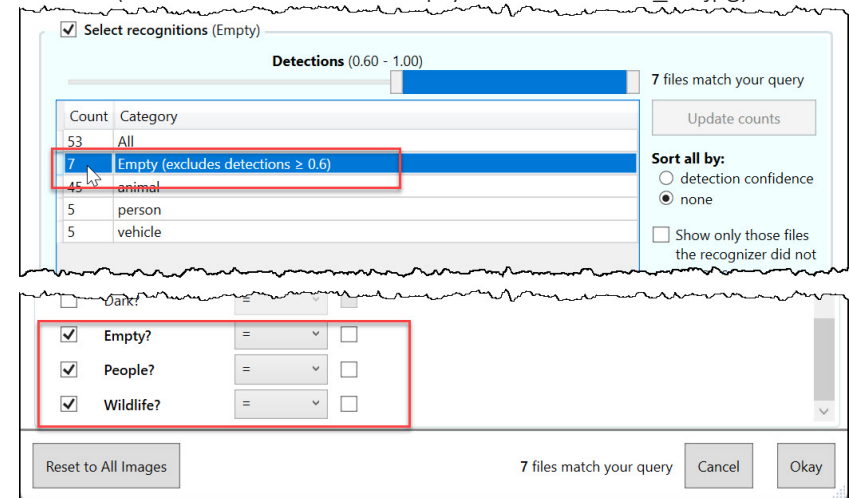 Select recognitions (Empty)
Detections (0.60 - 1.00)
7 files match your query
Count Category
Update counts
53 All
7 Empty (excludes detections ≥ 0.6)
45 animal
5 person
5 vehicle
Sort all by:
detection confidence
none
Show only those files
the recognizer did not
Dark? =
Empty? =
People? =
Wildlife? =
Reset to All Images
7 files match your query
Cancel
Okay